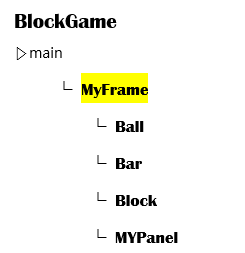 BlockGame
▷main
└ MyFrame
└ Ball
└ Bar
└ Block
└ MYPanel